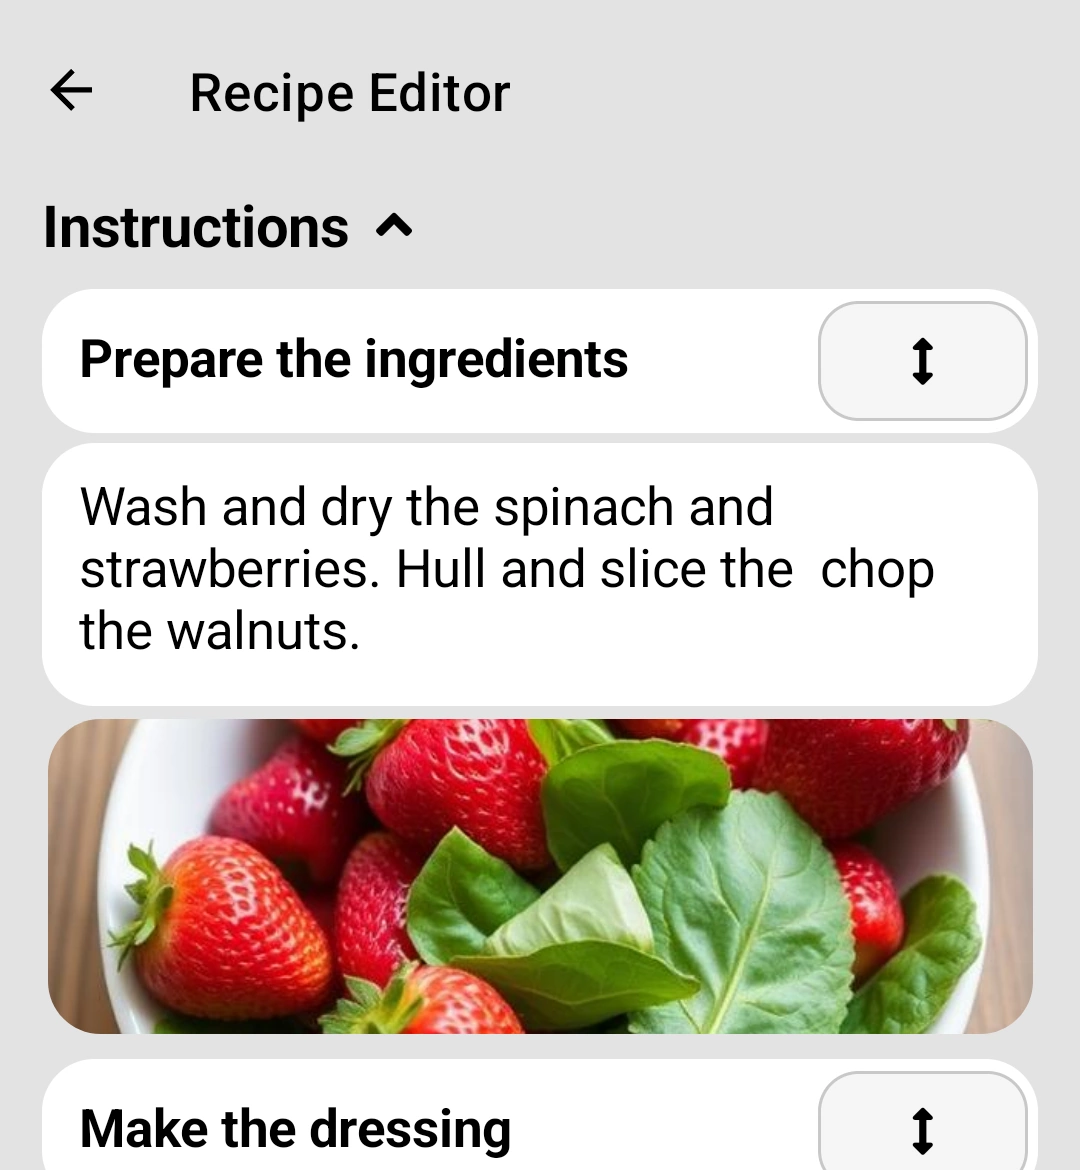 Recipe Editor
Instructions
Prepare the ingredients
Wash and dry the spinach and
strawberries. Hull and slice the  chop
the walnuts.
Make the dressing